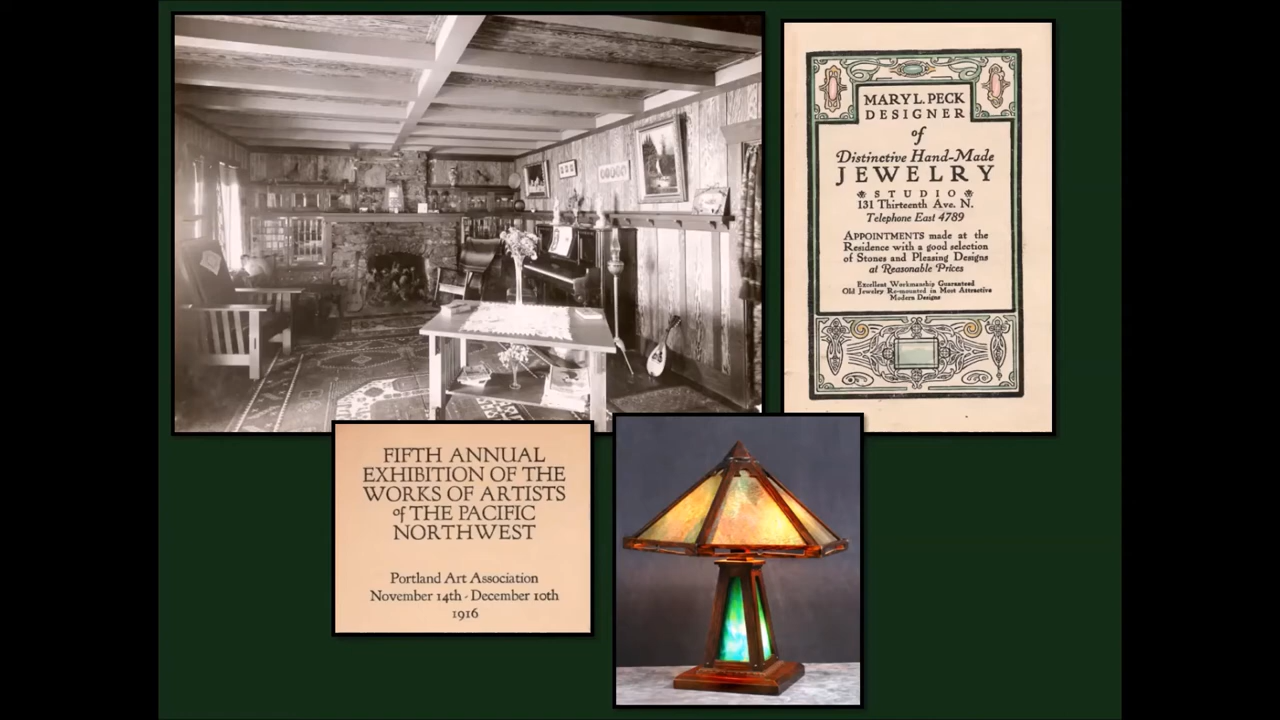 MARY L. PECK
DESIGNER
of
Distinctive Hand-Made
JEWELRY
STUDIO
131 Thirteenth Ave. N.
Telephone East 4789
APPOINTMENTS made at the
Residence with a good selection
of Stones and Pleasing Designs
at Reasonable Prices
Excellent Workmanship Guaranteed
Old Jewelry Re-mounted in Most Attractive
Modern Designs
FIFTH ANNUAL
EXHIBITION OF THE
WORKS OF ARTISTS
of THE PACIFIC
NORTHWEST
Portland Art Association
November 14th - December 10th
1916